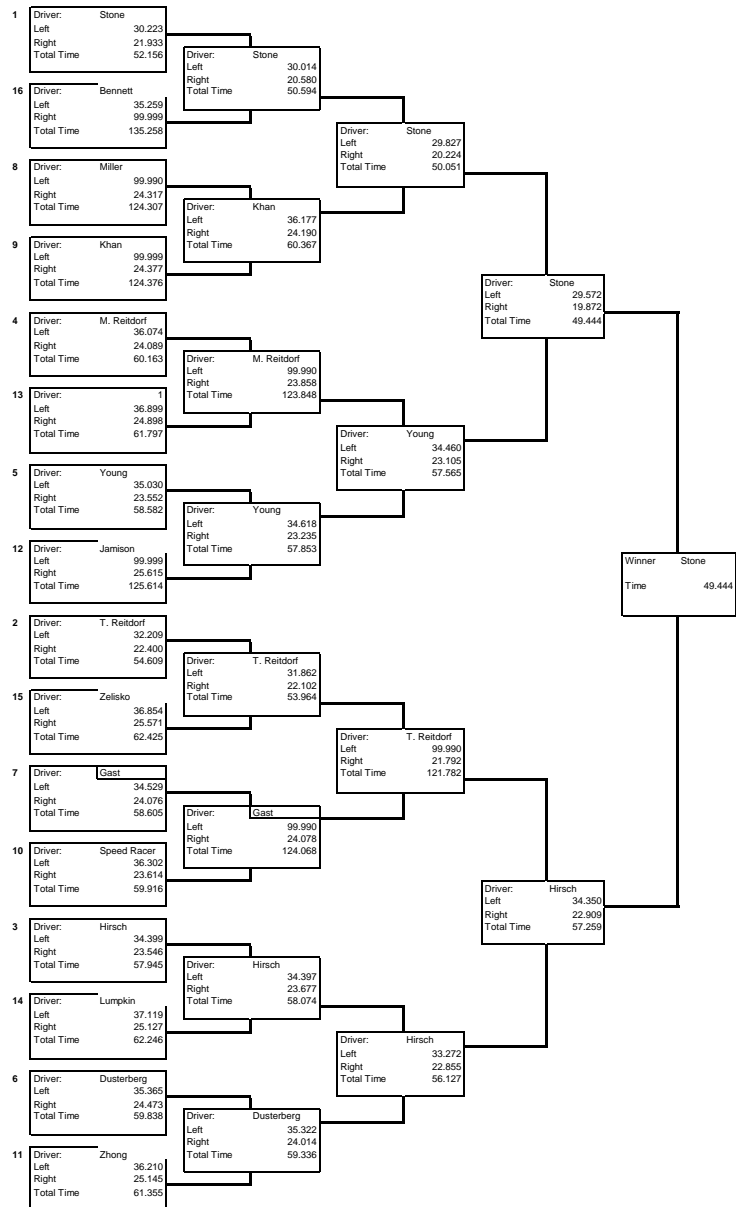 1 Driver: Stone
Left 30.223
Right 21.933
Total Time 52.156
16 Driver: Bennett
Left 35.259
Right 99.999
Total Time 135.258
8 Driver: Miller
Left 99.990
Right 24.317
Total Time 124.307
9 Driver: Khan
Left 99.999
Right 24.377
Total Time 124.376
4 Driver: M. Reitdorf
Left 36.074
Right 24.089
Total Time 60.163
13 Driver: 1
Left 36.899
Right 24.898
Total Time 61.797
5 Driver: Young
Left 35.030
Right 23.552
Total Time 58.582
12 Driver: Jamison
Left 99.999
Right 25.615
Total Time 125.614
2 Driver: T. Reitdorf
Left 32.209
Right 22.400
Total Time 54.609
15 Driver: Zelisko
Left 36.854
Right 25.571
Total Time 62.425
7 Driver: Gast
Left 34.529
Right 24.076
Total Time 58.605
10 Driver: Speed Racer
Left 36.302
Right 23.614
Total Time 59.916
3 Driver: Hirsch
Left 34.399
Right 23.546
Total Time 57.945
14 Driver: Lumpkin
Left 37.119
Right 25.127
Total Time 62.246
6 Driver: Dusterberg
Left 35.365
Right 24.473
Total Time 59.838
11 Driver: Zhong
Left 36.210
Right 25.145
Total Time 61.355
Driver: Stone
Left 30.014
Right 20.580
Total Time 50.594
Driver: Khan
Left 36.177
Right 24.190
Total Time 60.367
Driver: M. Reitdorf
Left 99.990
Right 23.858
Total Time 123.848
Driver: Young
Left 34.618
Right 23.235
Total Time 57.853
Driver: T. Reitdorf
Left 31.862
Right 22.102
Total Time 53.964
Driver: Gast
Left 99.990
Right 24.078
Total Time 124.068
Driver: Hirsch
Left 34.397
Right 23.677
Total Time 58.074
Driver: Dusterberg
Left 35.322
Right 24.014
Total Time 59.336
Driver: Stone
Left 29.827
Right 20.224
Total Time 50.051
Driver: Young
Left 34.460
Right 23.105
Total Time 57.565
Driver: T. Reitdorf
Left 99.990
Right 21.792
Total Time 121.782
Driver: Hirsch
Left 33.272
Right 22.855
Total Time 56.127
Driver: Stone
Left 29.572
Right 19.872
Total Time 49.444
Driver: Hirsch
Left 34.350
Right 22.909
Total Time 57.259
Winner Stone
Time 49.444